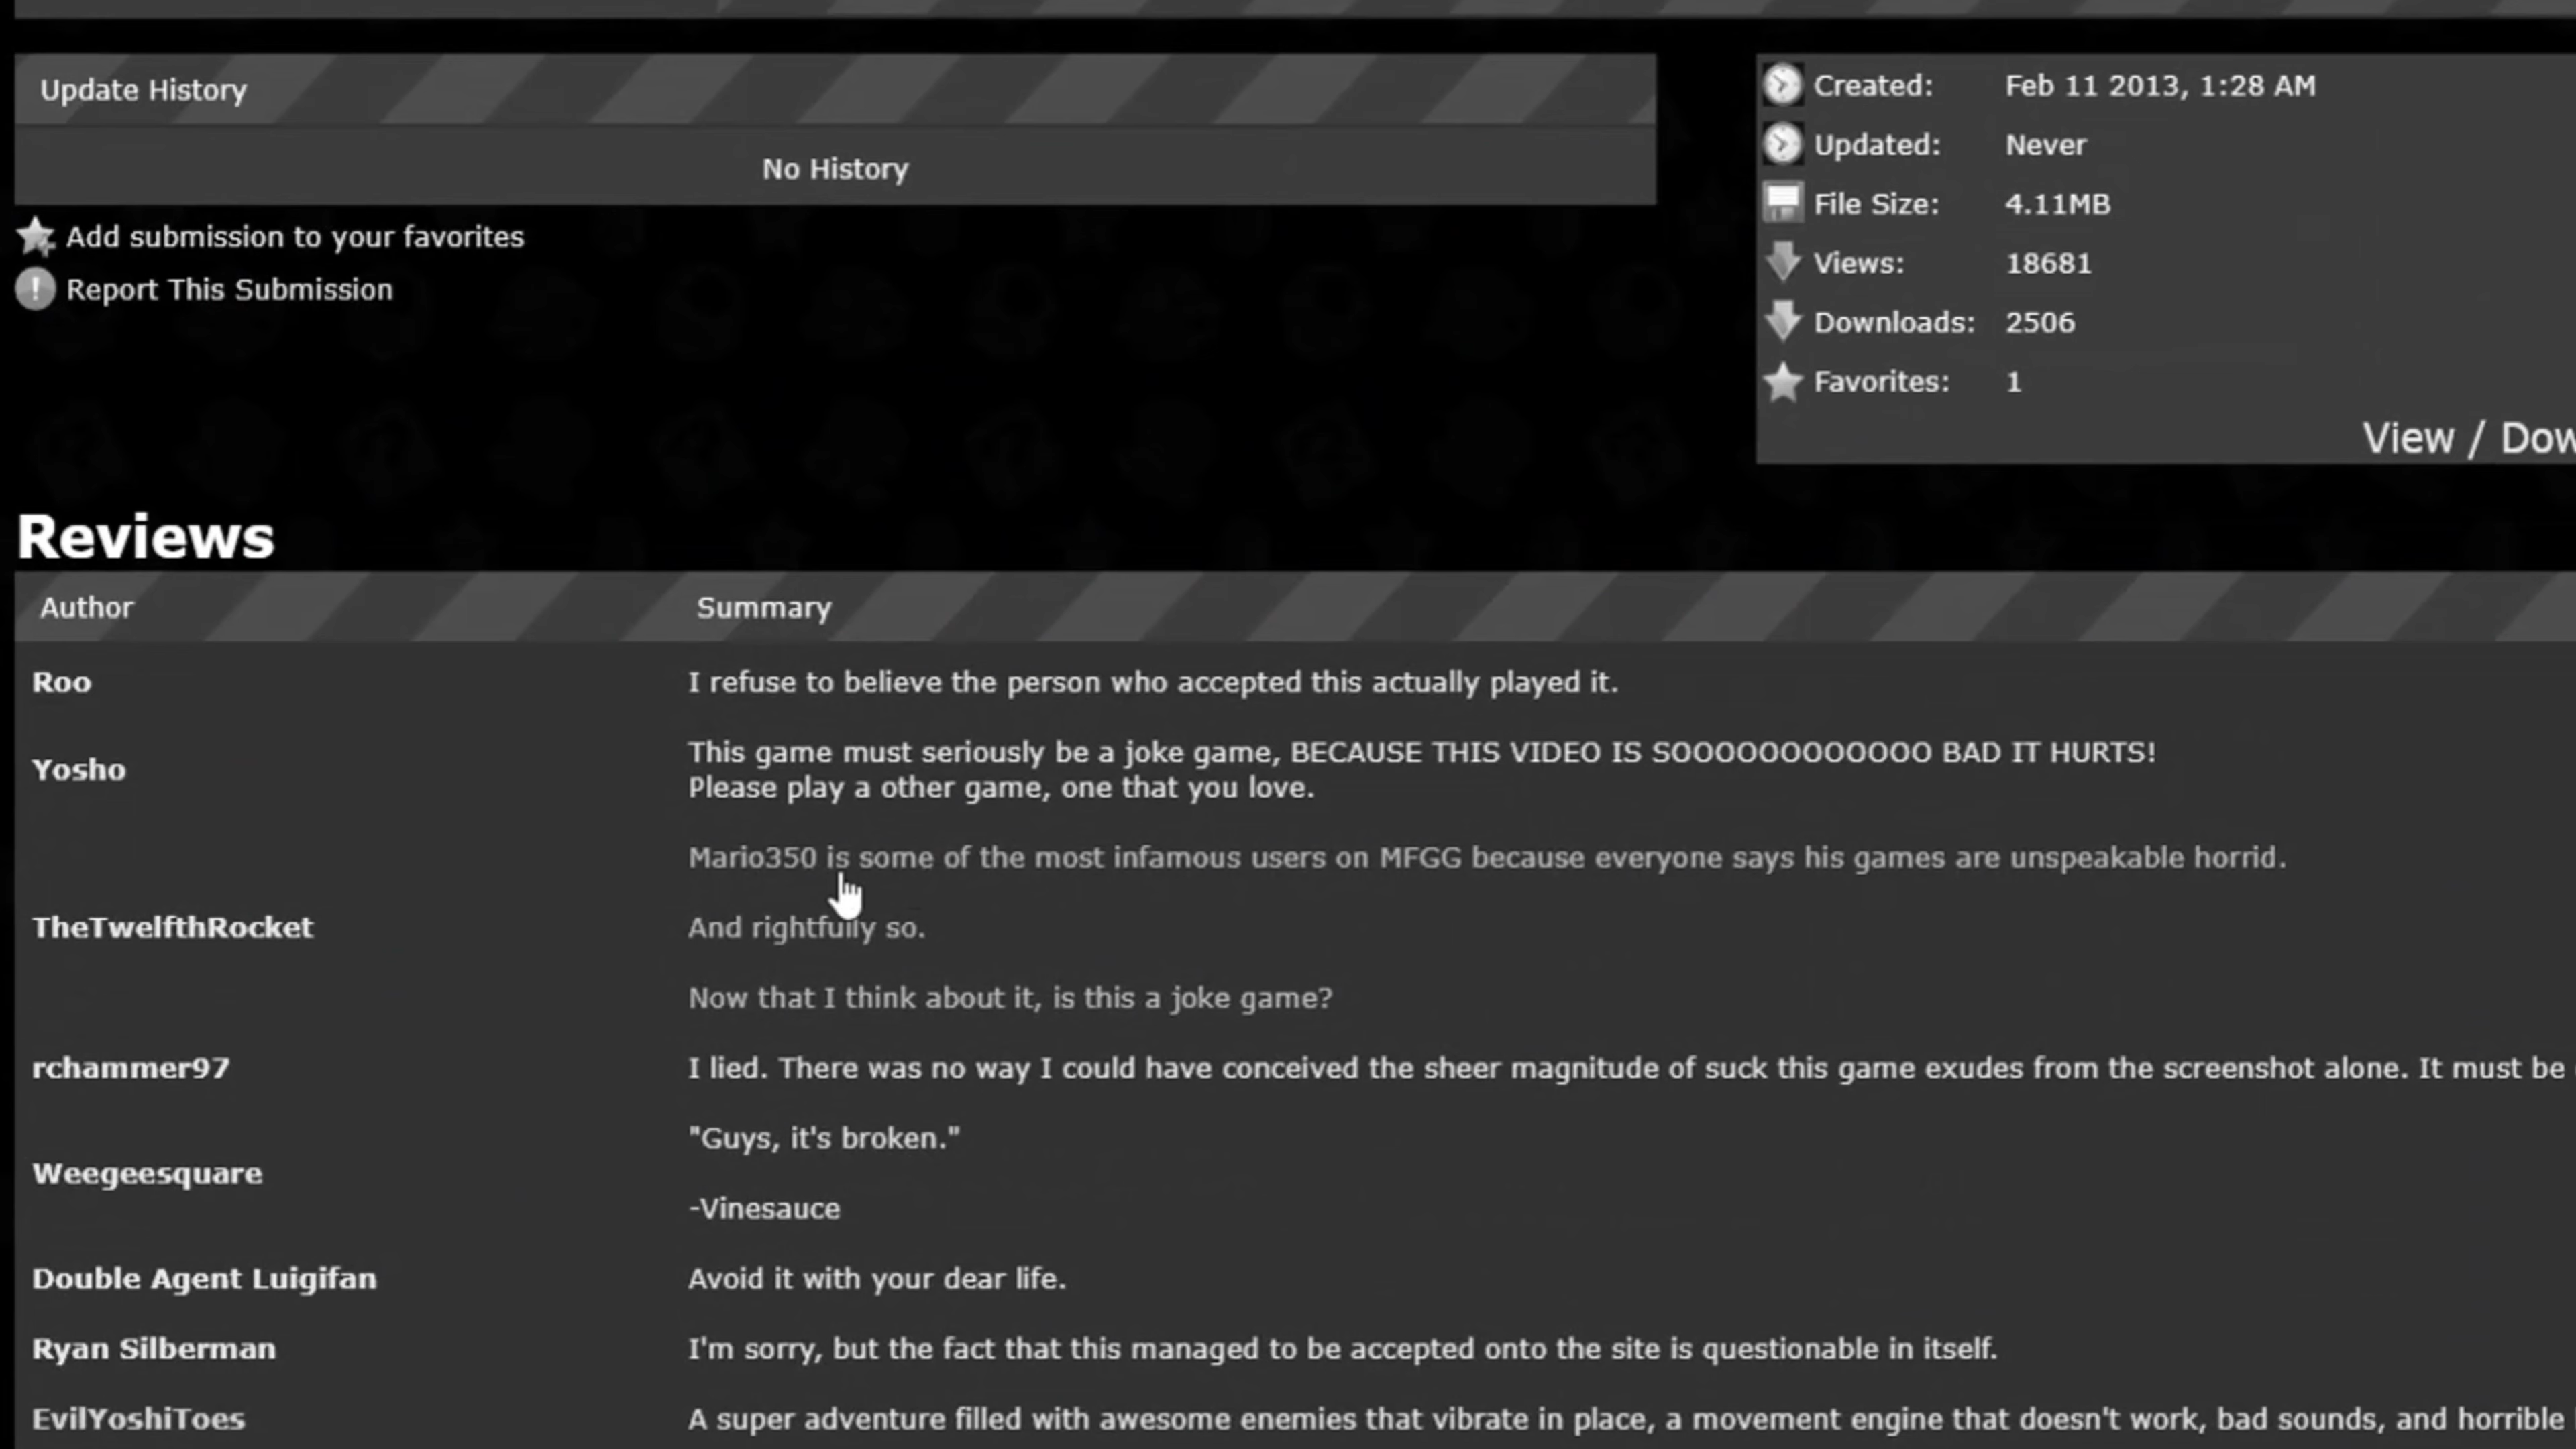 Update History
No History
Add submission to your favorites
Report This Submission
Created: Feb 11 2013, 1:28 AM
Updated: Never
File Size: 4.11MB
Views: 18681
Downloads: 2506
Favorites: 1
View /
Reviews
Author Summary
Roo I refuse to believe the person who accepted this actually played it.
Yosho This game must seriously be a joke game, BECAUSE THIS VIDEO IS SOOOOOOOOOOOO BAD IT HURTS!
Please play a other game, one that you love.
Mario350 is some of the most infamous users on MFGG because everyone says his games are unspeakable horrid.
TheTwelfthRocket And rightfully so.
Now that I think about it, is this a joke game?
rchammer97 I lied. There was no way I could have conceived the sheer magnitude of suck this game exudes from the screenshot alone. It must be
"Guys, it's broken."
Weegeesquare
-Vinesauce
Double Agent Luigifan Avoid it with your dear life.
Ryan Silberman I'm sorry, but the fact that this managed to be accepted onto the site is questionable in itself.
EvilYoshiToes A super adventure filled with awesome enemies that vibrate in place, a movement engine that doesn't work, bad sounds, and horrible